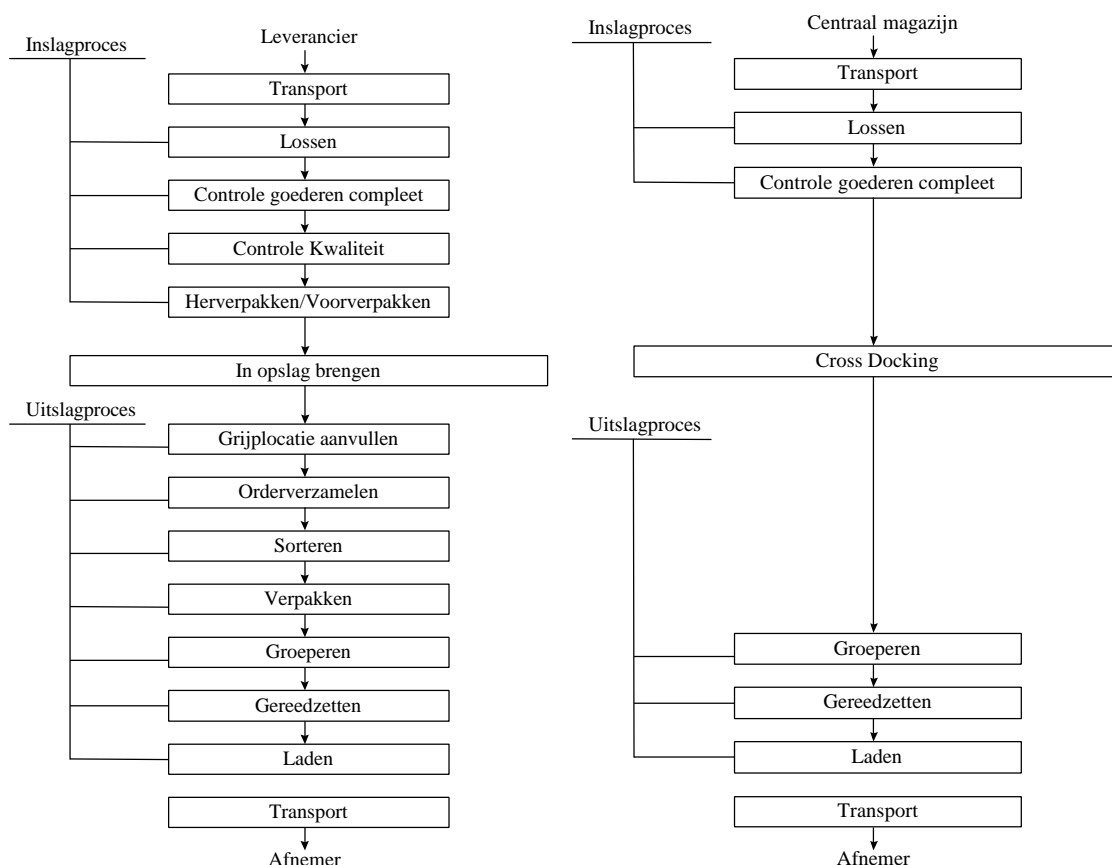 Inslagproces
Leverancier
Transport
Lossen
Controle goederen compleet
Controle Kwaliteit
Herverpakken/Voorverpakken
In opslag brengen
Uitslagproces
Grijplocatie aanvullen
Orderverzamelen
Sorteren
Verpakken
Groeperen
Gereedzetten
Laden
Transport
Afnemer
Inslagproces
Centraal magazijn
Transport
Lossen
Controle goederen compleet
Cross Docking
Uitslagproces
Groeperen
Gereedzetten
Laden
Transport
Afnemer